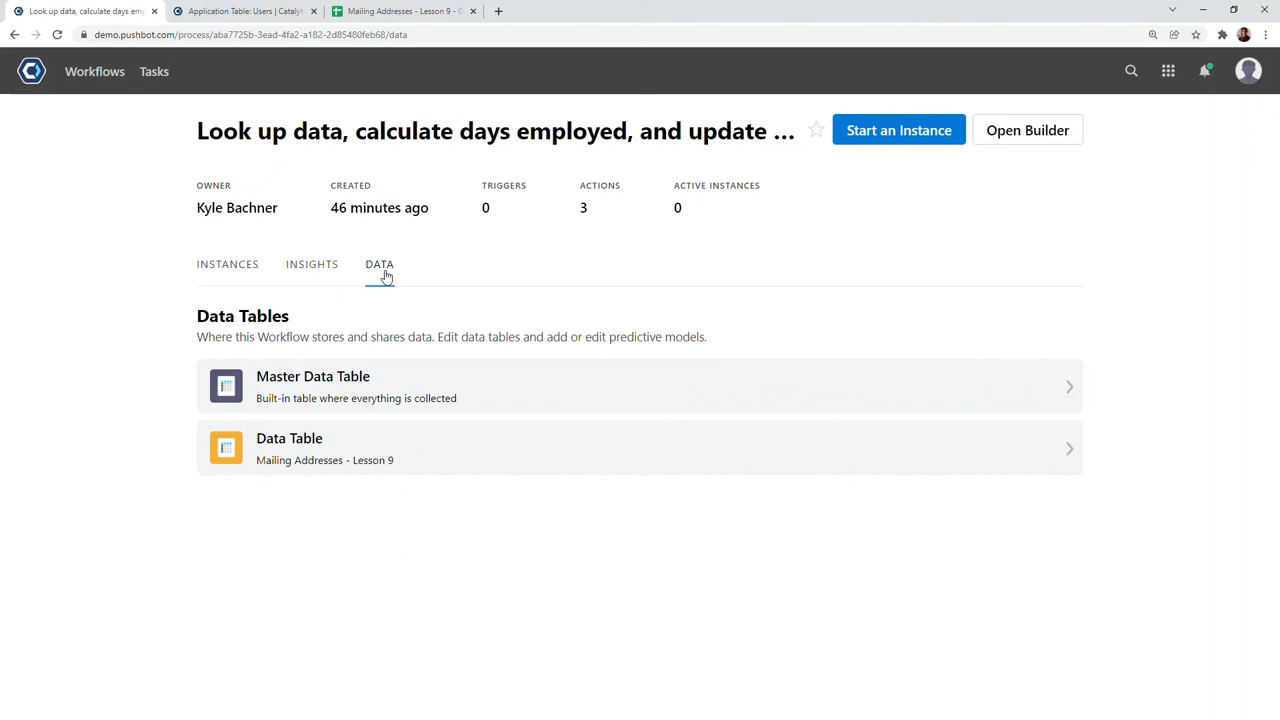 Look up data, calculate days em
Application Table: Users | Cataly
Mailing Addresses - Lesson 9 - G
demo.pushbot.com/process/aba7725b-3ead-4fa2-a182-2d85480feb68/data
Workflows Tasks
Look up data, calculate days employed, and update ...
Start an Instance
Open Builder
OWNER CREATED TRIGGERS ACTIONS ACTIVE INSTANCES
Kyle Bachner 46 minutes ago 0 3 0
INSTANCES INSIGHTS DATA
Data Tables
Where this Workflow stores and shares data. Edit data tables and add or edit predictive models.
Master Data Table
Built-in table where everything is collected
Data Table
Mailing Addresses - Lesson 9